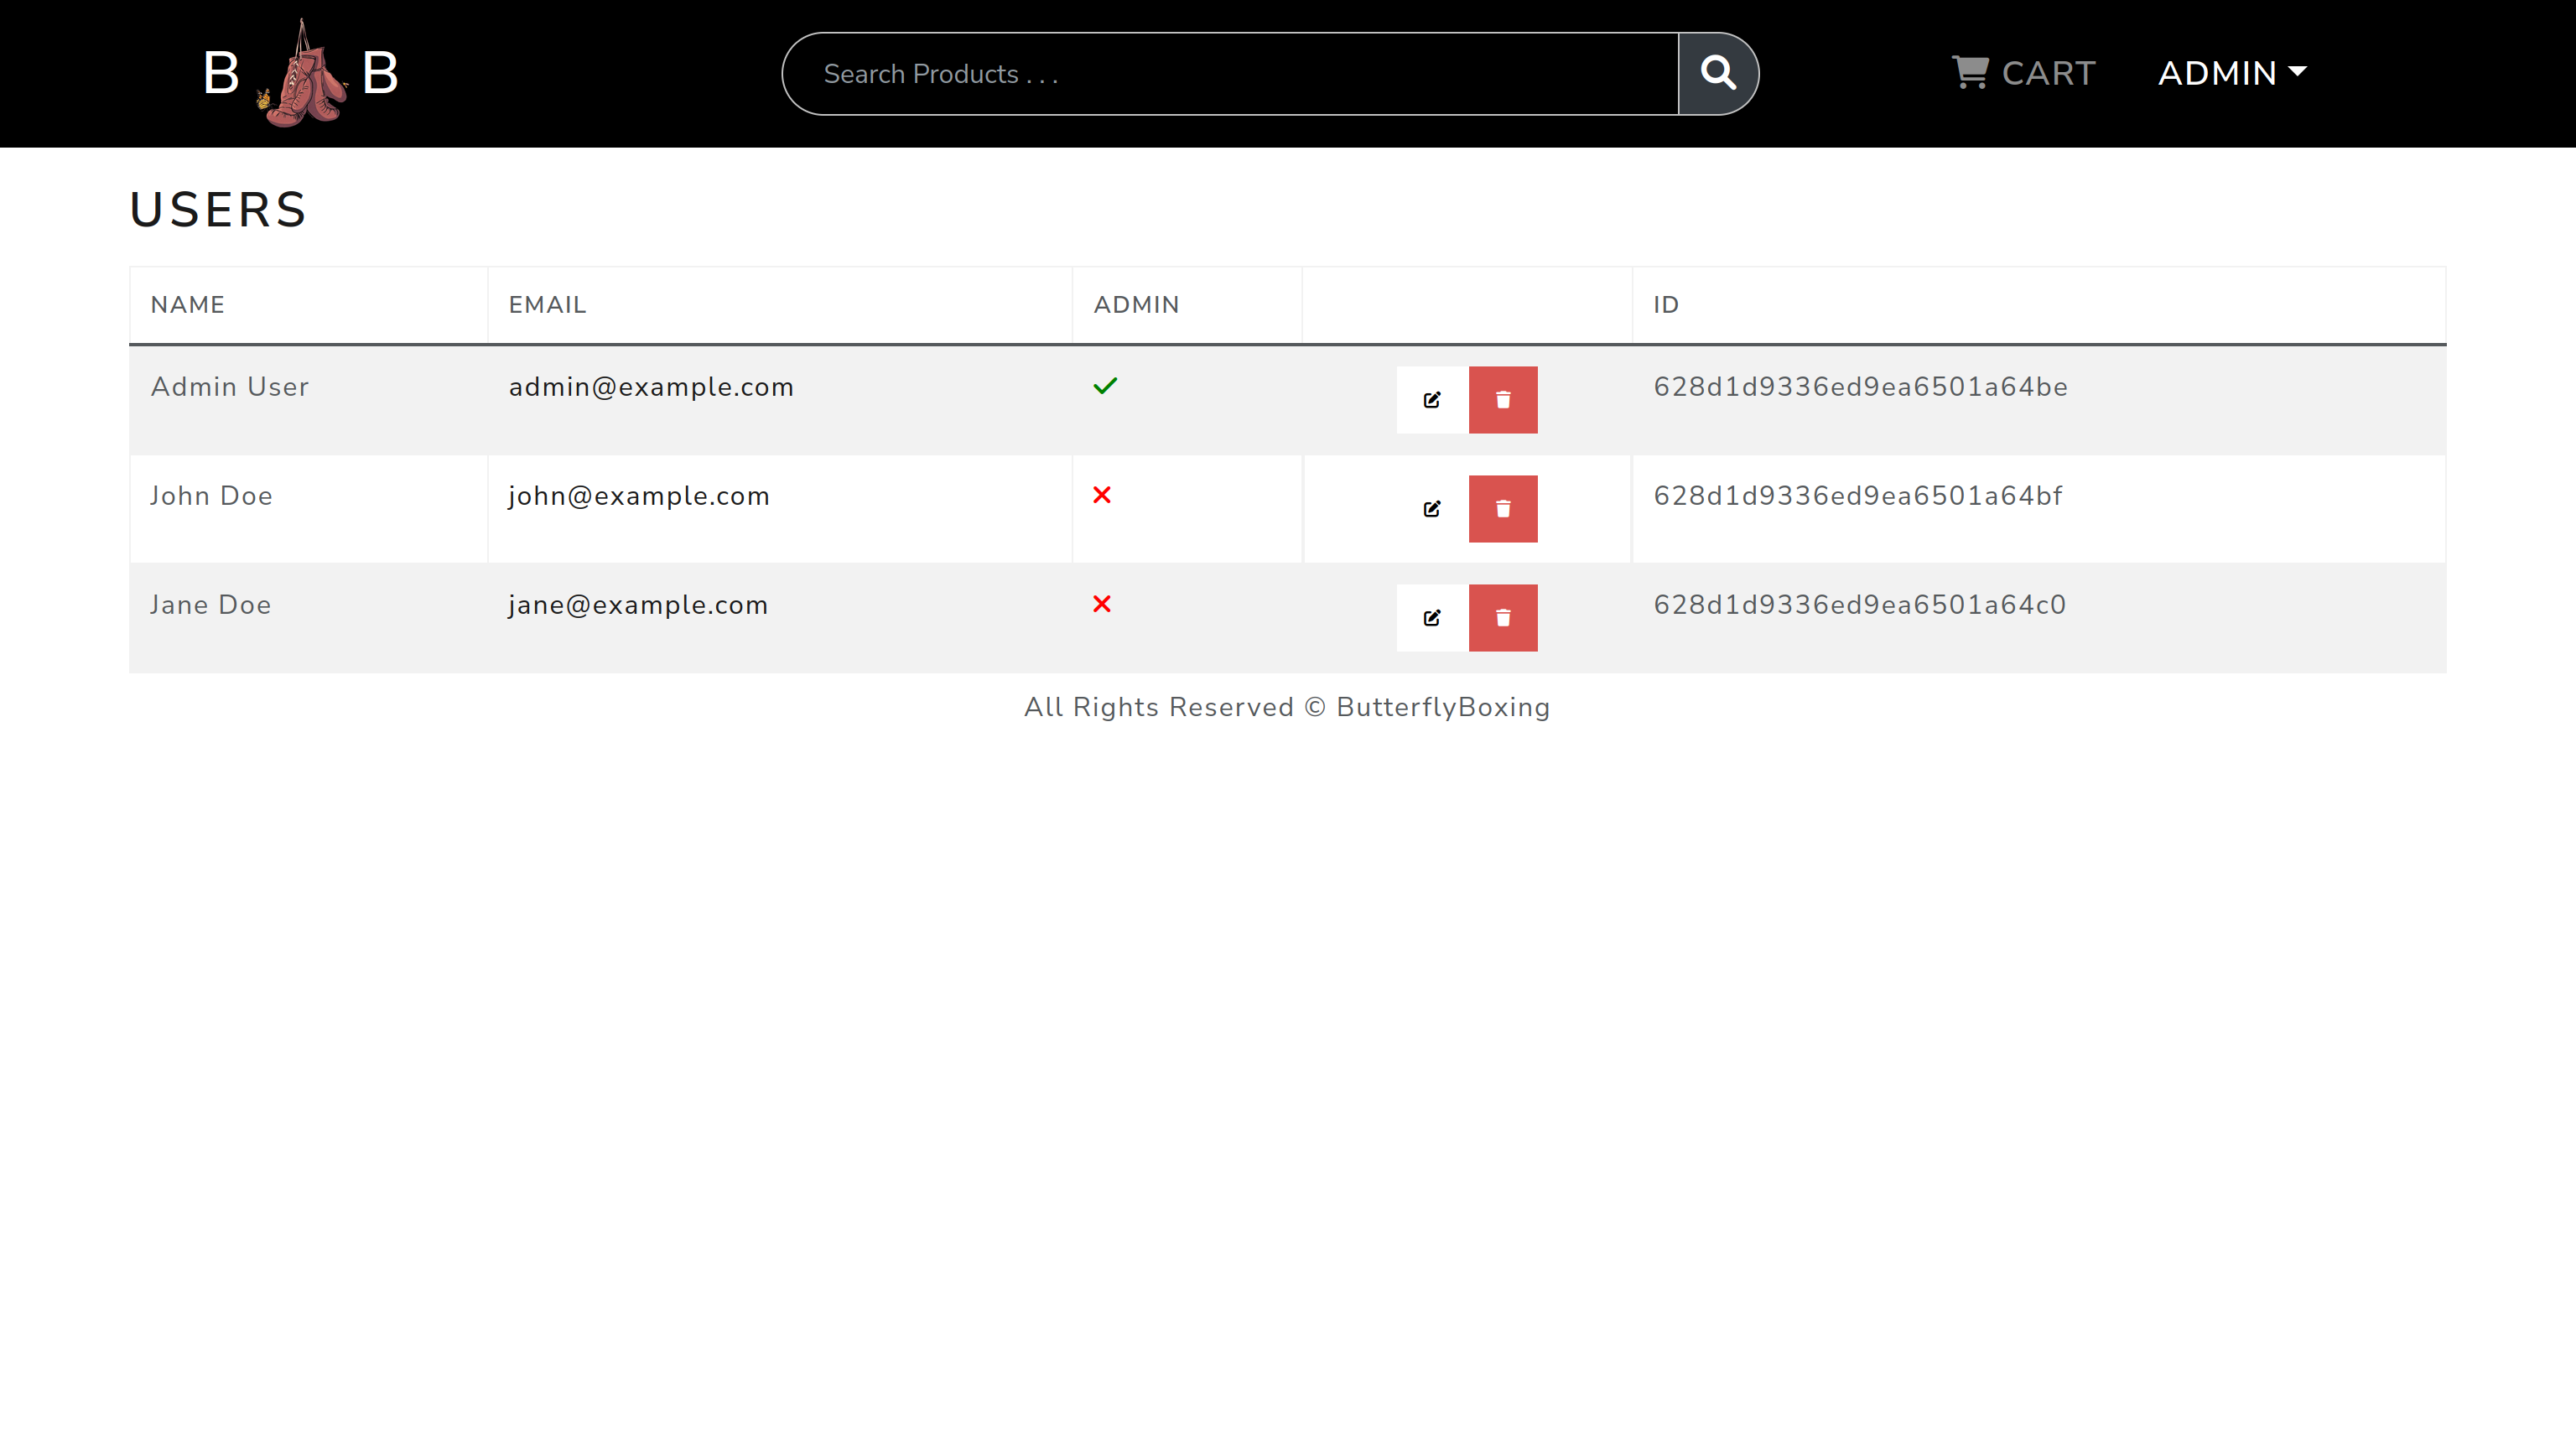 B B
Search Products . . .
CART
ADMIN
USERS
NAME EMAIL ADMIN ID
Admin User admin@example.com 628d1d9336ed9ea6501a64be
John Doe john@example.com 628d1d9336ed9ea6501a64bf
Jane Doe jane@example.com 628d1d9336ed9ea6501a64c0
All Rights Reserved © ButterflyBoxing